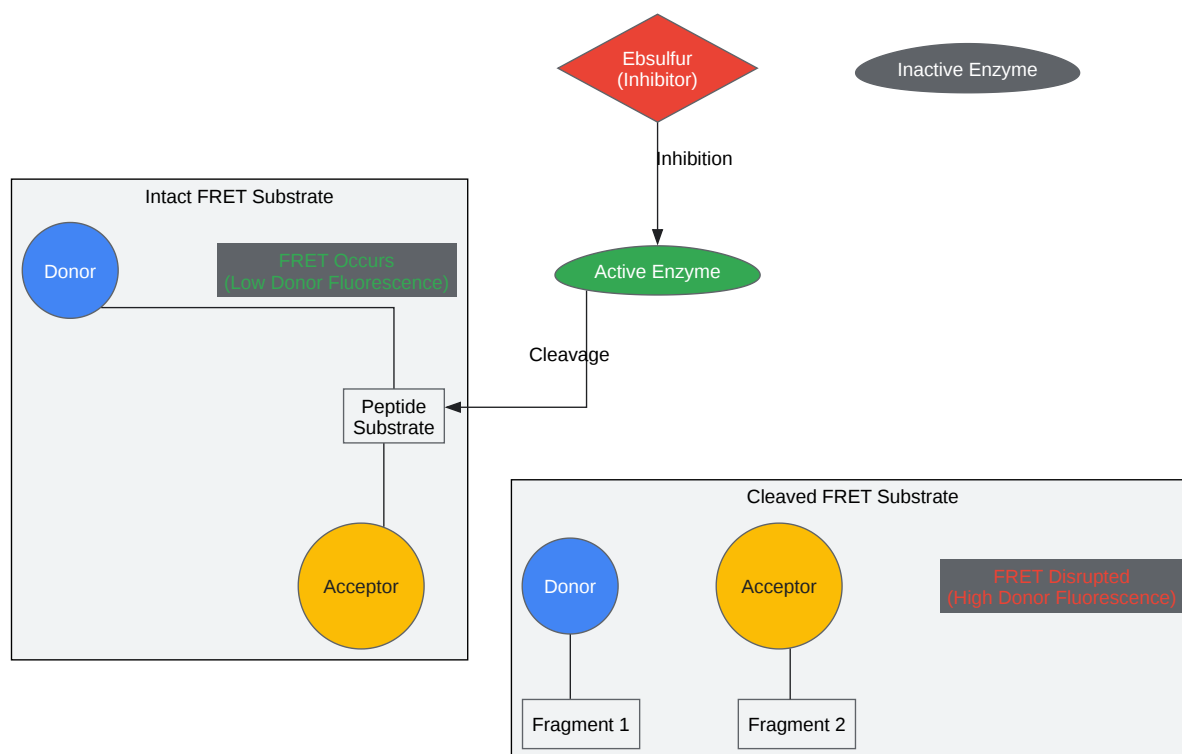 Ebsulfur
(Inhibitor)
Inactive Enzyme
Inhibition
Intact FRET Substrate
Donor
FRET Occurs
(Low Donor Fluorescence)
Active Enzyme
Cleavage
Peptide
Substrate
Acceptor
Cleaved FRET Substrate
Donor
Acceptor
FRET Disrupted
(High Donor Fluorescence)
Fragment 1
Fragment 2